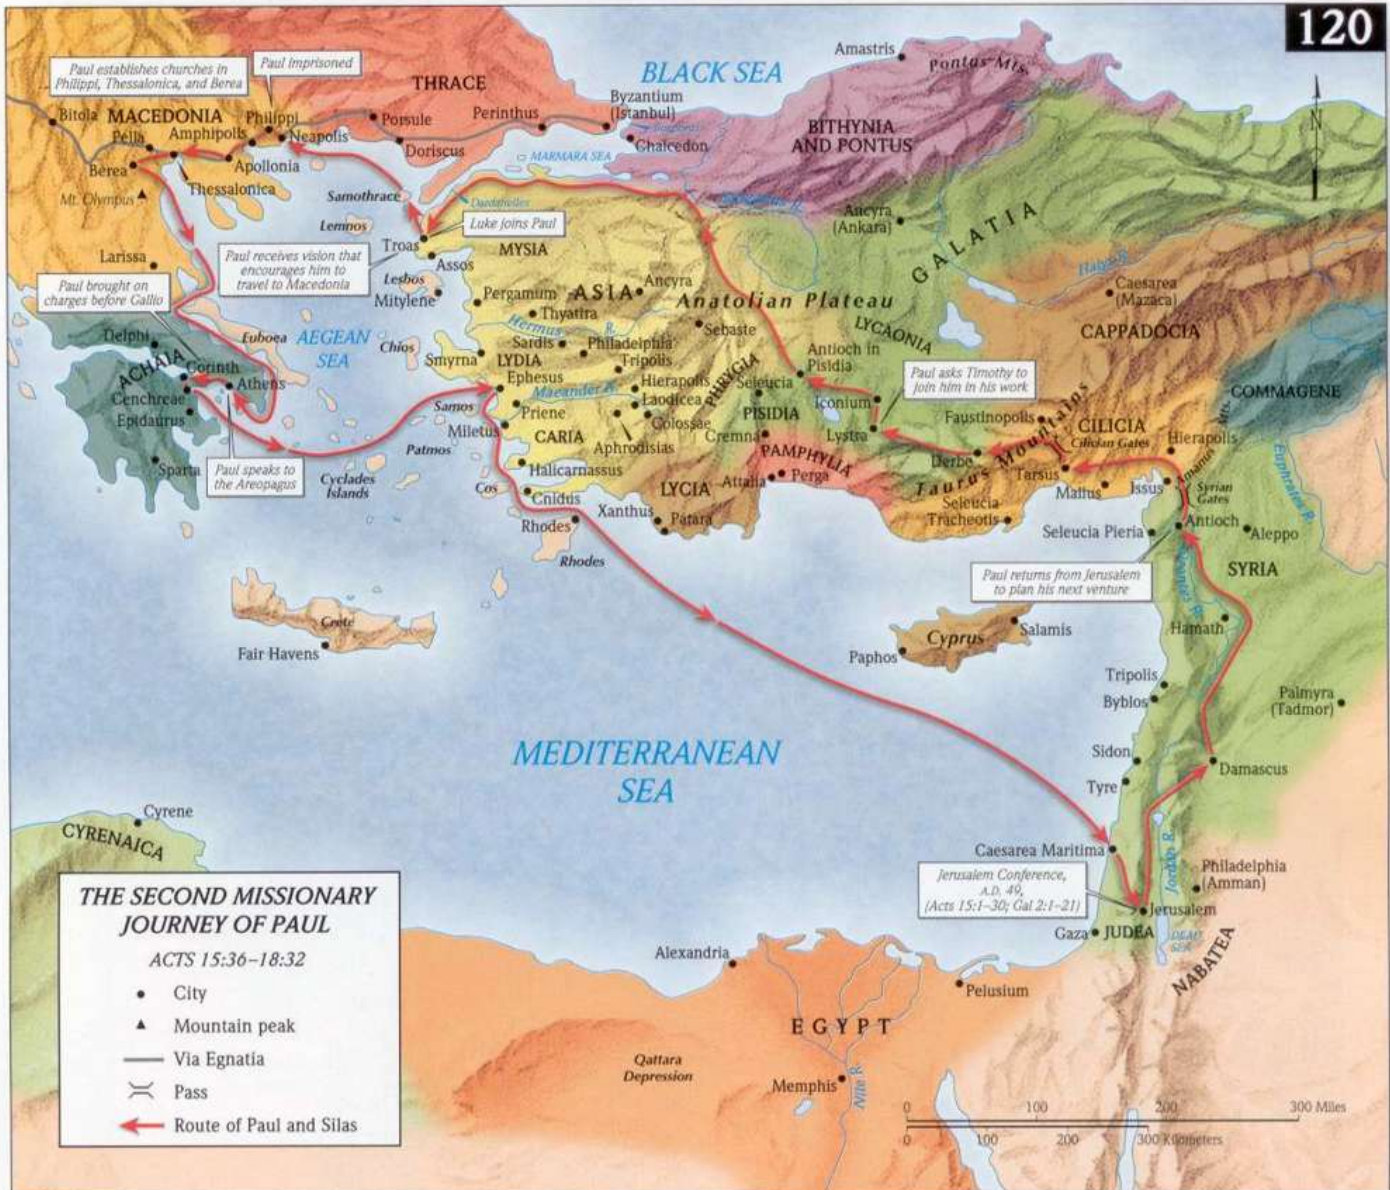 120
BLACK SEA
Amastris
Pontus Mts.
Paul establishes churches in
Philippi, Thessalonica, and Berea
Paul imprisoned
THRACE
Byzantium
(Istanbul)
Bitola
MACEDONIA
Philippi
Porsule
Perinthus
BITHYNIA
AND PONTUS
Pella
Amphipolis
Neapolis
Chalcedon
Doriscus
MARMARA SEA
Berea
Apollonia
Thessalonica
Mt. Olympus
Samothrace
Dardanelles
Lemnos
Luke joins Paul
Ancyra
(Ankara)
GALATIA
Troas
MYSIA
Larissa
Paul receives vision that
encourages him to
travel to Macedonia
Assos
Halys R.
Lesbos
Mitylene
Paul brought on
charges before Gallio
Pergamum
ASIA
Ancyra
Anatolian Plateau
Caesarea
(Mazaca)
Thyatira
CAPPADOCIA
Delphi
Euboea
AEGEAN
SEA
Hermus R.
Sebaste
LYCAONIA
Chios
Sardis
Philadelphia
ACHAIA
Smyrna
LYDIA
Tripolis
PHRYGIA
Antioch in
Pisidia
Corinth
Athens
Ephesus
Hierapolis
Seleucia
Paul asks Timothy to
join him in his work
COMMAGENE
Cenchreae
Maeander R.
Laodicea
Iconium
Epidaurus
Samos
Priene
Colossae
PISIDIA
Faustinopolis
CILICIA
Miletus
CARIA
Aphrodisias
Cremna
Lystra
Cilician Gates
Hierapolis
Patmos
PAMPHYLIA
Derbe
Taurus Mountains
Tarsus
Amanus Mts.
Euphrates R.
Sparta
Paul speaks to
the Areopagus
Cyclades
Islands
Halicarnassus
Attalia
Perga
Mallus
Issus
Syrian
Gates
Cos
Cnidus
LYCIA
Seleucia
Tracheotis
Xanthus
Patara
Rhodes
Rhodes
Seleucia Pieria
Antioch
Aleppo
SYRIA
Paul returns from Jerusalem
to plan his next venture
Orontes R.
Crete
Fair Havens
Cyprus
Salamis
Paphos
Hamath
Tripolis
Byblos
Palmyra
(Tadmor)
MEDITERRANEAN
SEA
Sidon
Tyre
Damascus
Cyrene
CYRENAICA
Caesarea Maritima
Jordan R.
Jerusalem Conference,
A.D. 49,
(Acts 15:1–30; Gal 2:1–21)
Philadelphia
(Amman)
Jerusalem
Gaza
JUDEA
DEAD
SEA
NABATEA
Alexandria
Pelusium
EGYPT
Qattara
Depression
Memphis
Nile R.
THE SECOND MISSIONARY
JOURNEY OF PAUL
ACTS 15:36–18:32
City
Mountain peak
Via Egnatia
Pass
Route of Paul and Silas
0 100 200 300 Miles
0 100 200 300 Kilometers
N